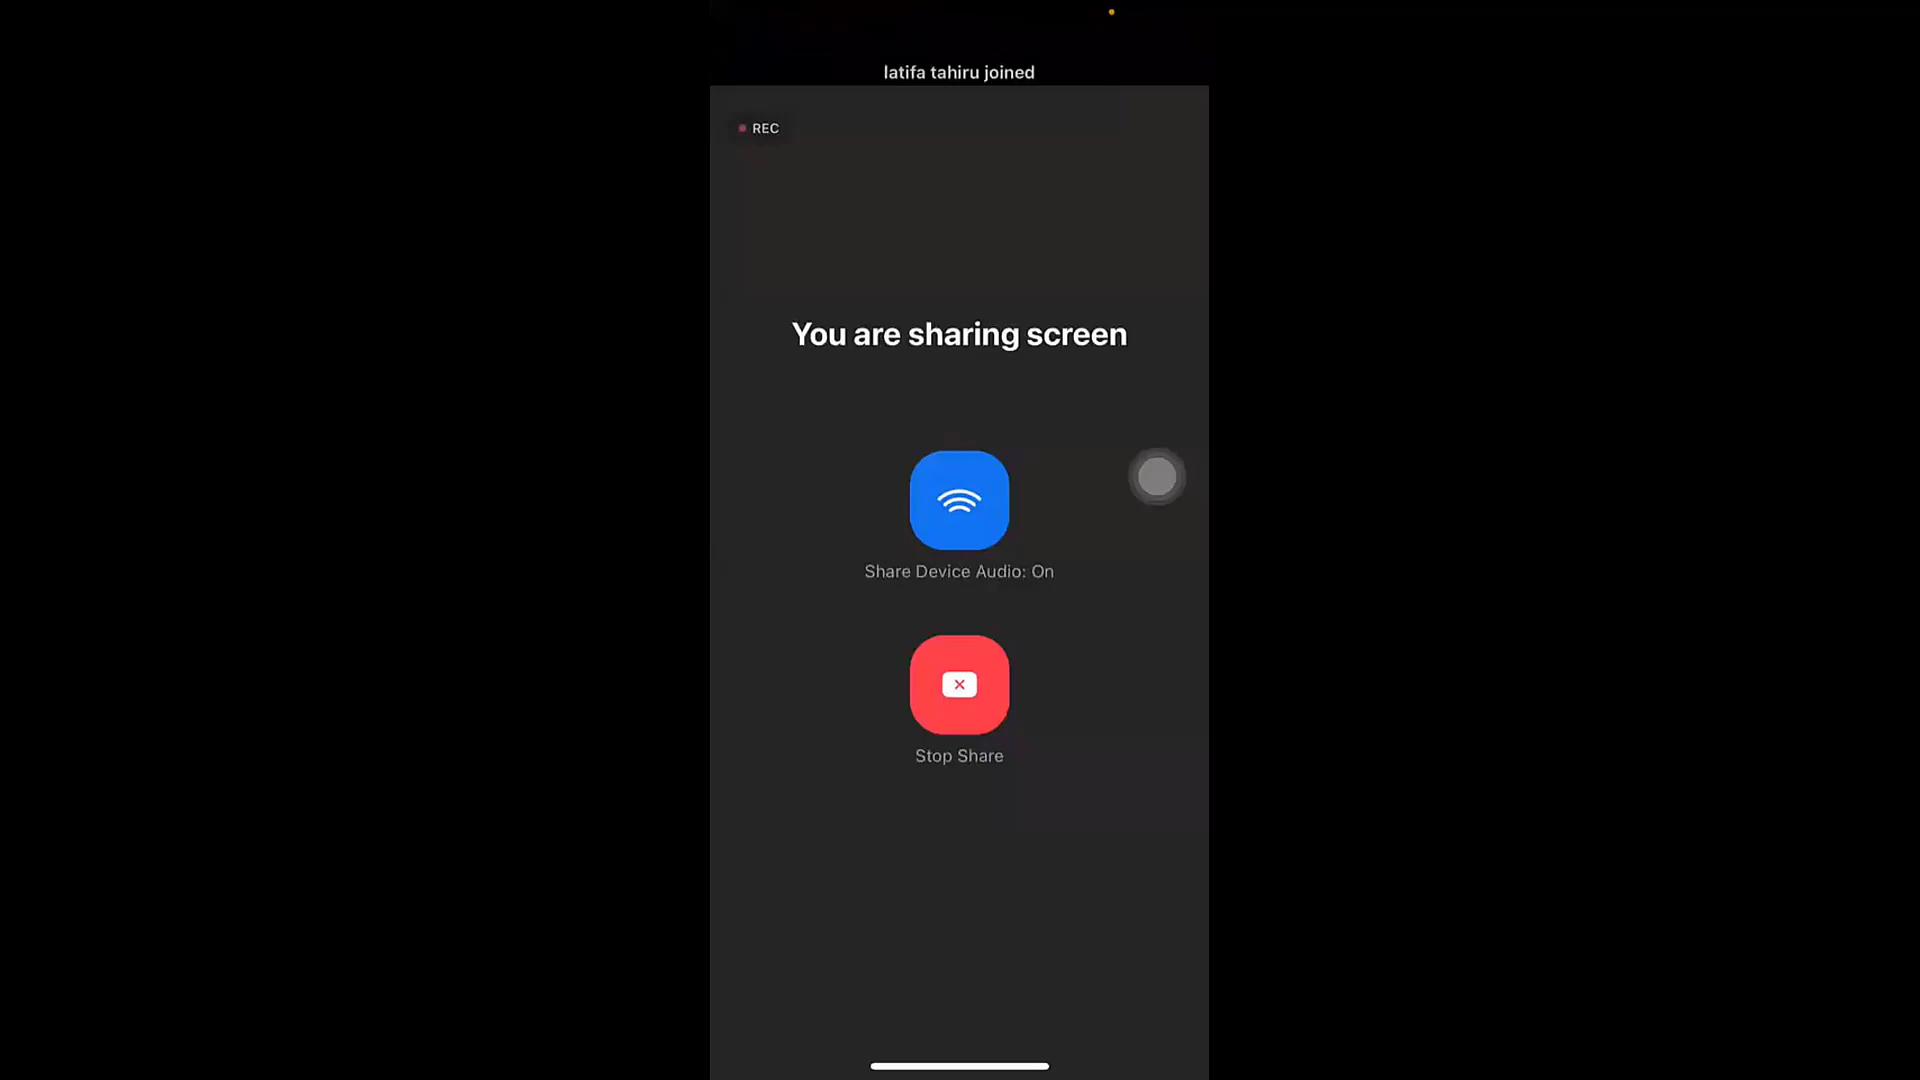 latifa tahiru joined
REC
You are sharing screen
Share Device Audio: On
Stop Share